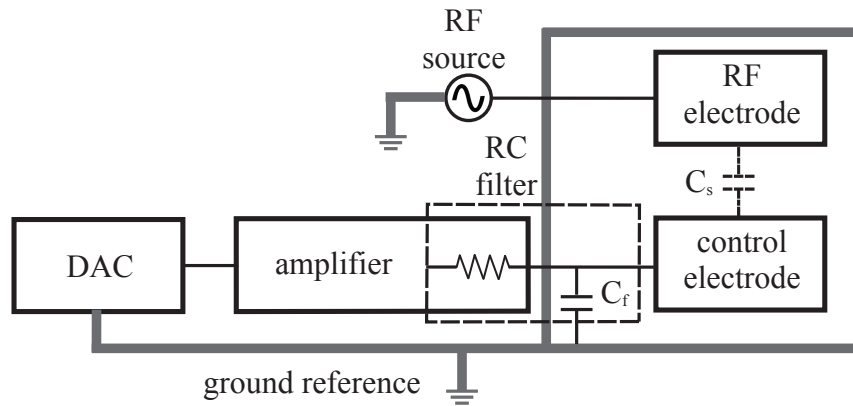 RF
source
RF
electrode
RC
filter
Cs
DAC
amplifier
control
electrode
Cf
ground reference